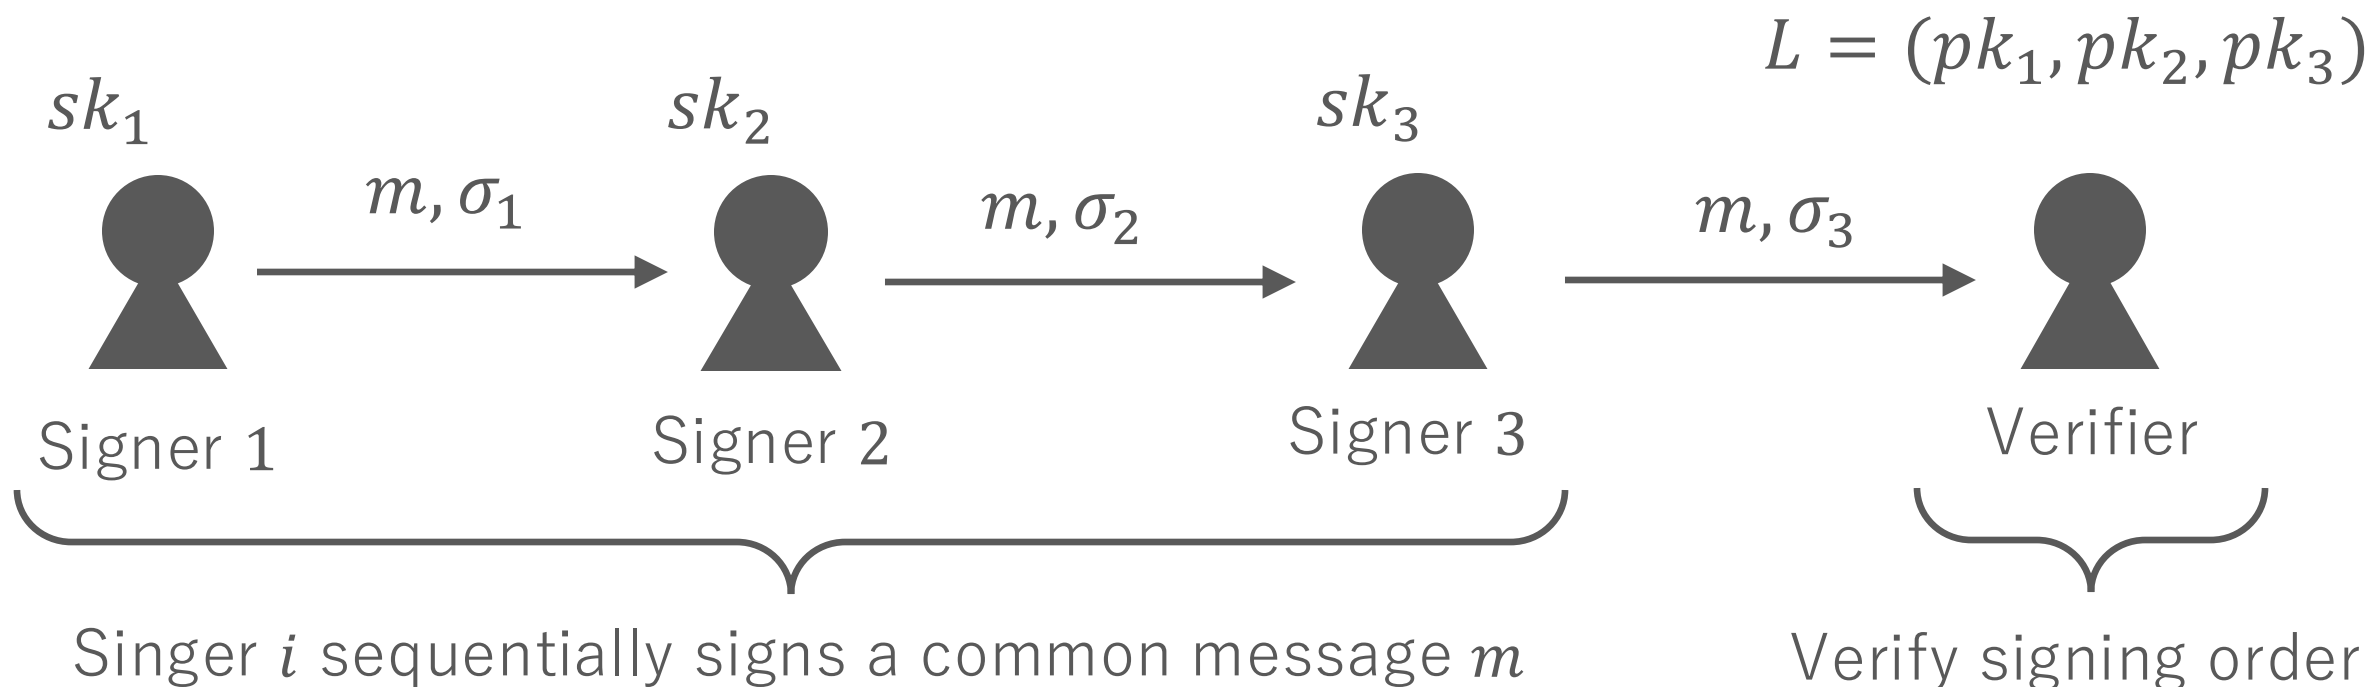 L = (pk₁, pk₂, pk₃)
sk₁ sk₂ sk₃
m, σ₁ m, σ₂ m, σ₃
Signer 1 Signer 2 Signer 3 Verifier
Singer i sequentially signs a common message m Verify signing order